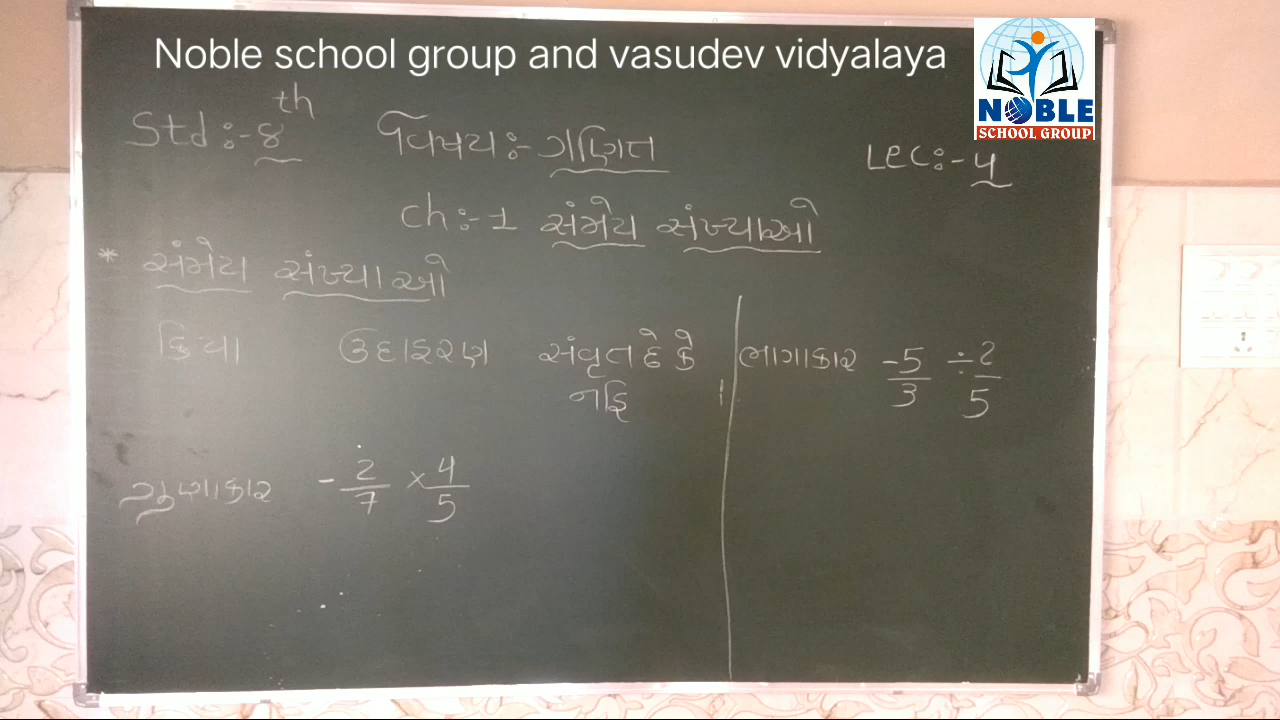 Noble school group and vasudev vidyalaya
NOBLE
SCHOOL GROUP
Std :- 8th વિષય :- ગણિત Lec :- 5
ch :- 1 સંમેય સંખ્યાઓ
* સંમેય સંખ્યાઓ
ક્રિયા ઉદાહરણ સંવૃત છે કે
નહિ
ગુણાકાર - 2/7 × 4/5
ભાગાકાર -5/3 ÷ 2/5